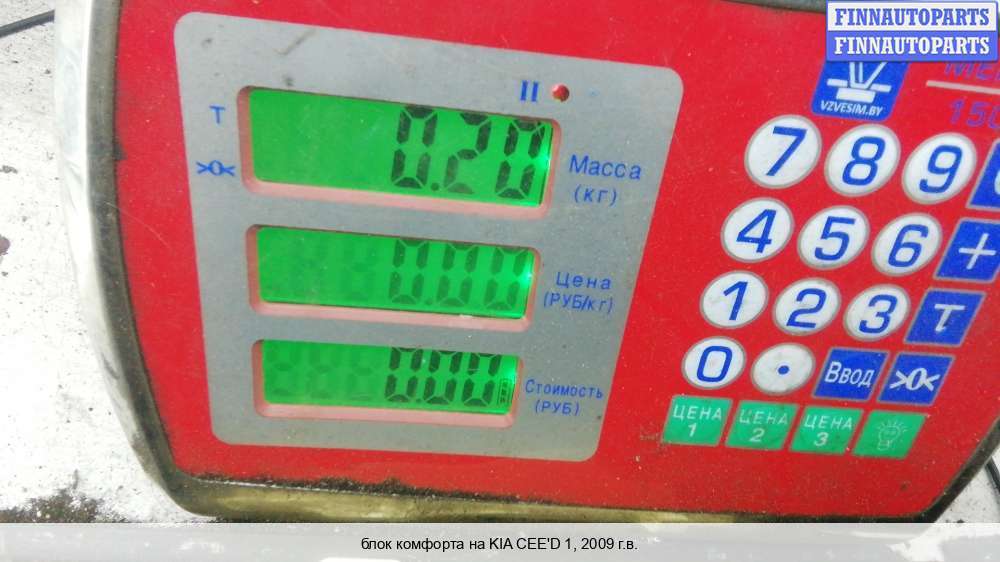 FINNAUTOPARTS
FINNAUTOPARTS
VZVESIM.BY
II
T
>0<
0.20
Масса
(кг)
0.00
Цена
(РУБ/кг)
0.00
Стоимость
(РУБ)
7 8 9
4 5 6 +
1 2 3 T
0 . Ввод >0<
ЦЕНА 1
ЦЕНА 2
ЦЕНА 3
блок комфорта на KIA CEE'D 1, 2009 г.в.